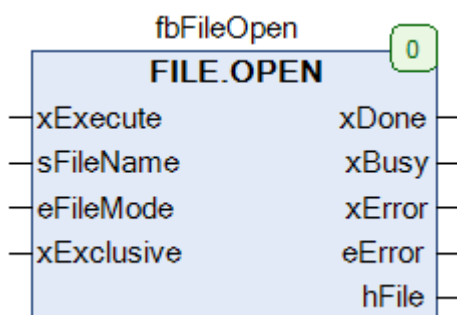 fbFileOpen
0
FILE.OPEN
xExecute xDone
sFileName xBusy
eFileMode xError
xExclusive eError
hFile